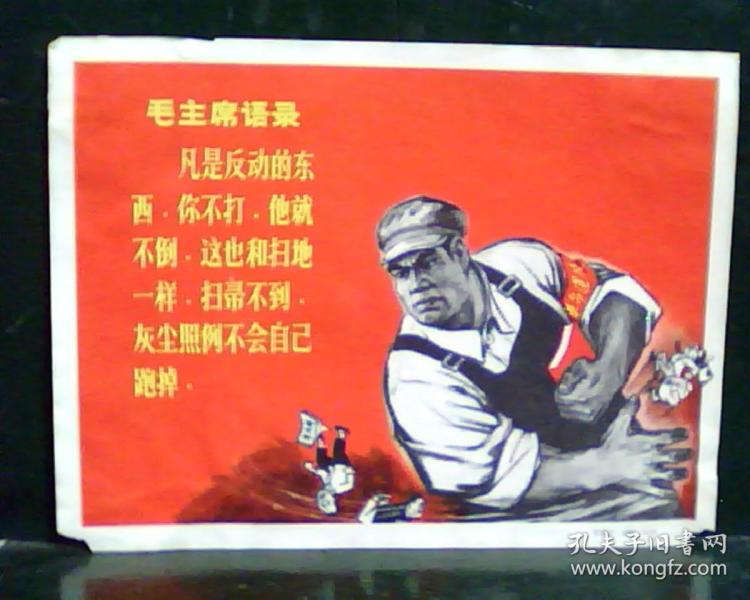 毛主席语录
凡是反动的东
西。你不打。他就
不倒。这也和扫地
一样。扫帚不到。
灰尘照例不会自己
跑掉。
孔夫子旧書网
www.kongfz.com